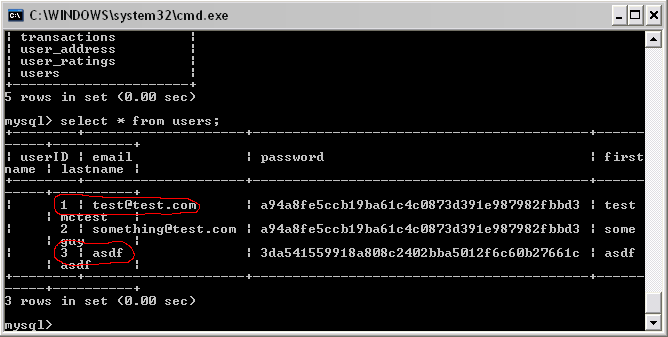 C:\WINDOWS\system32\cmd.exe
| transactions |
| user_address |
| user_ratings |
| users |
+--------------------+
5 rows in set (0.00 sec)
mysql> select * from users;
+--------+-----------------------+------------------------------------------+------
-----+----------+
| userID | email | password | first
name | lastname |
+--------+-----------------------+------------------------------------------+------
-----+----------+
| 1 | test@test.com | a94a8fe5ccb19ba61c4c0873d391e987982fbbd3 | test
| mctest |
| 2 | something@test.com | a94a8fe5ccb19ba61c4c0873d391e987982fbbd3 | some
| guy |
| 3 | asdf | 3da541559918a808c2402bba5012f6c60b27661c | asdf
| asdf |
+--------+-----------------------+------------------------------------------+------
-----+----------+
3 rows in set (0.00 sec)
mysql>